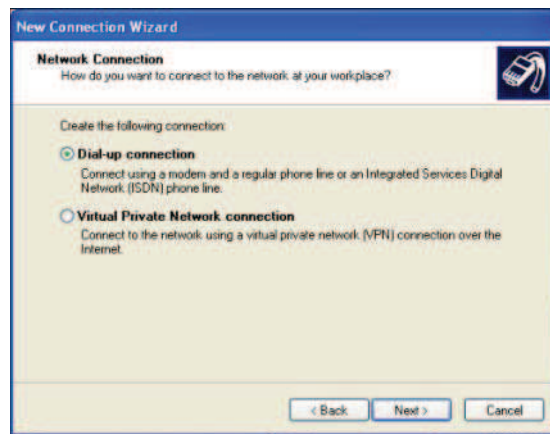 New Connection Wizard
Network Connection
How do you want to connect to the network at your workplace?
Create the following connection:
Dial-up connection
Connect using a modem and a regular phone line or an Integrated Services Digital
Network (ISDN) phone line.
Virtual Private Network connection
Connect to the network using a virtual private network (VPN) connection over the
Internet.
< Back Next > Cancel